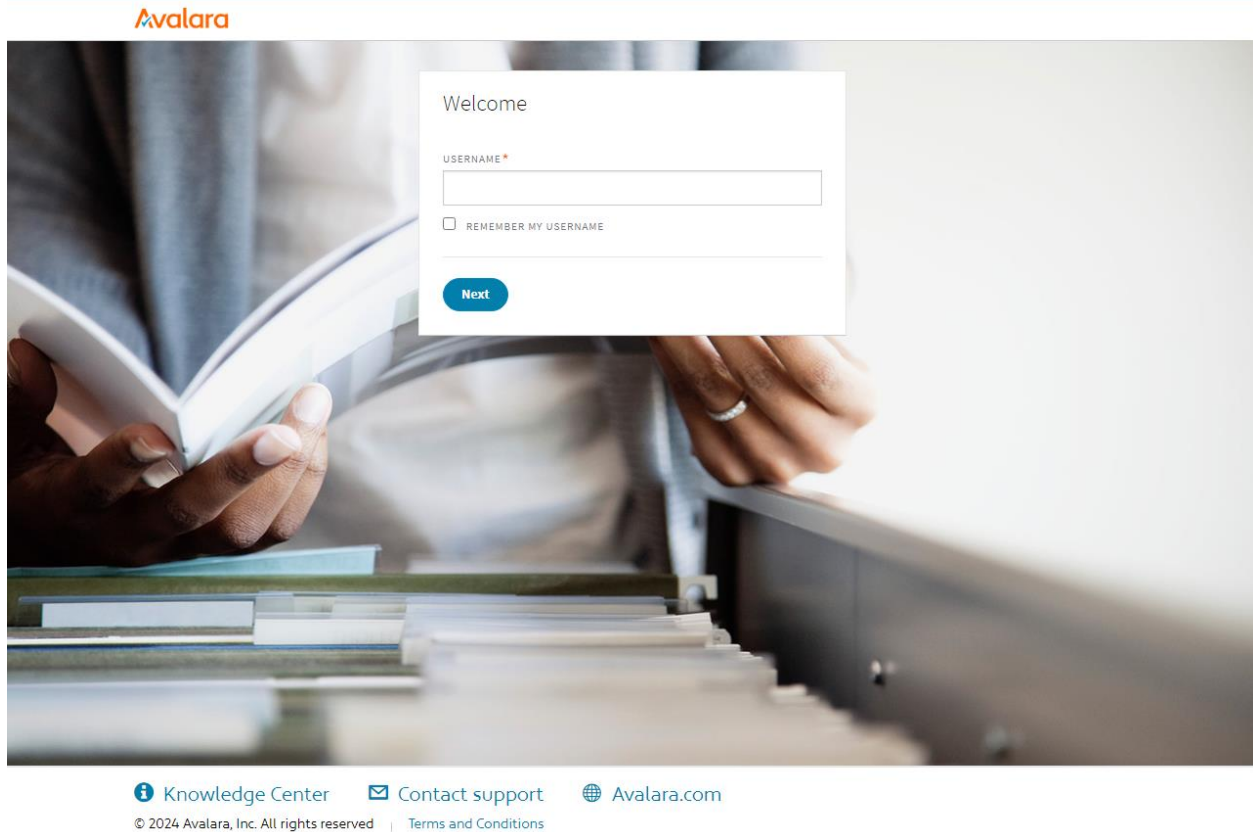 Avalara
Welcome
USERNAME*
REMEMBER MY USERNAME
Next
Knowledge Center Contact support Avalara.com
© 2024 Avalara, Inc. All rights reserved | Terms and Conditions